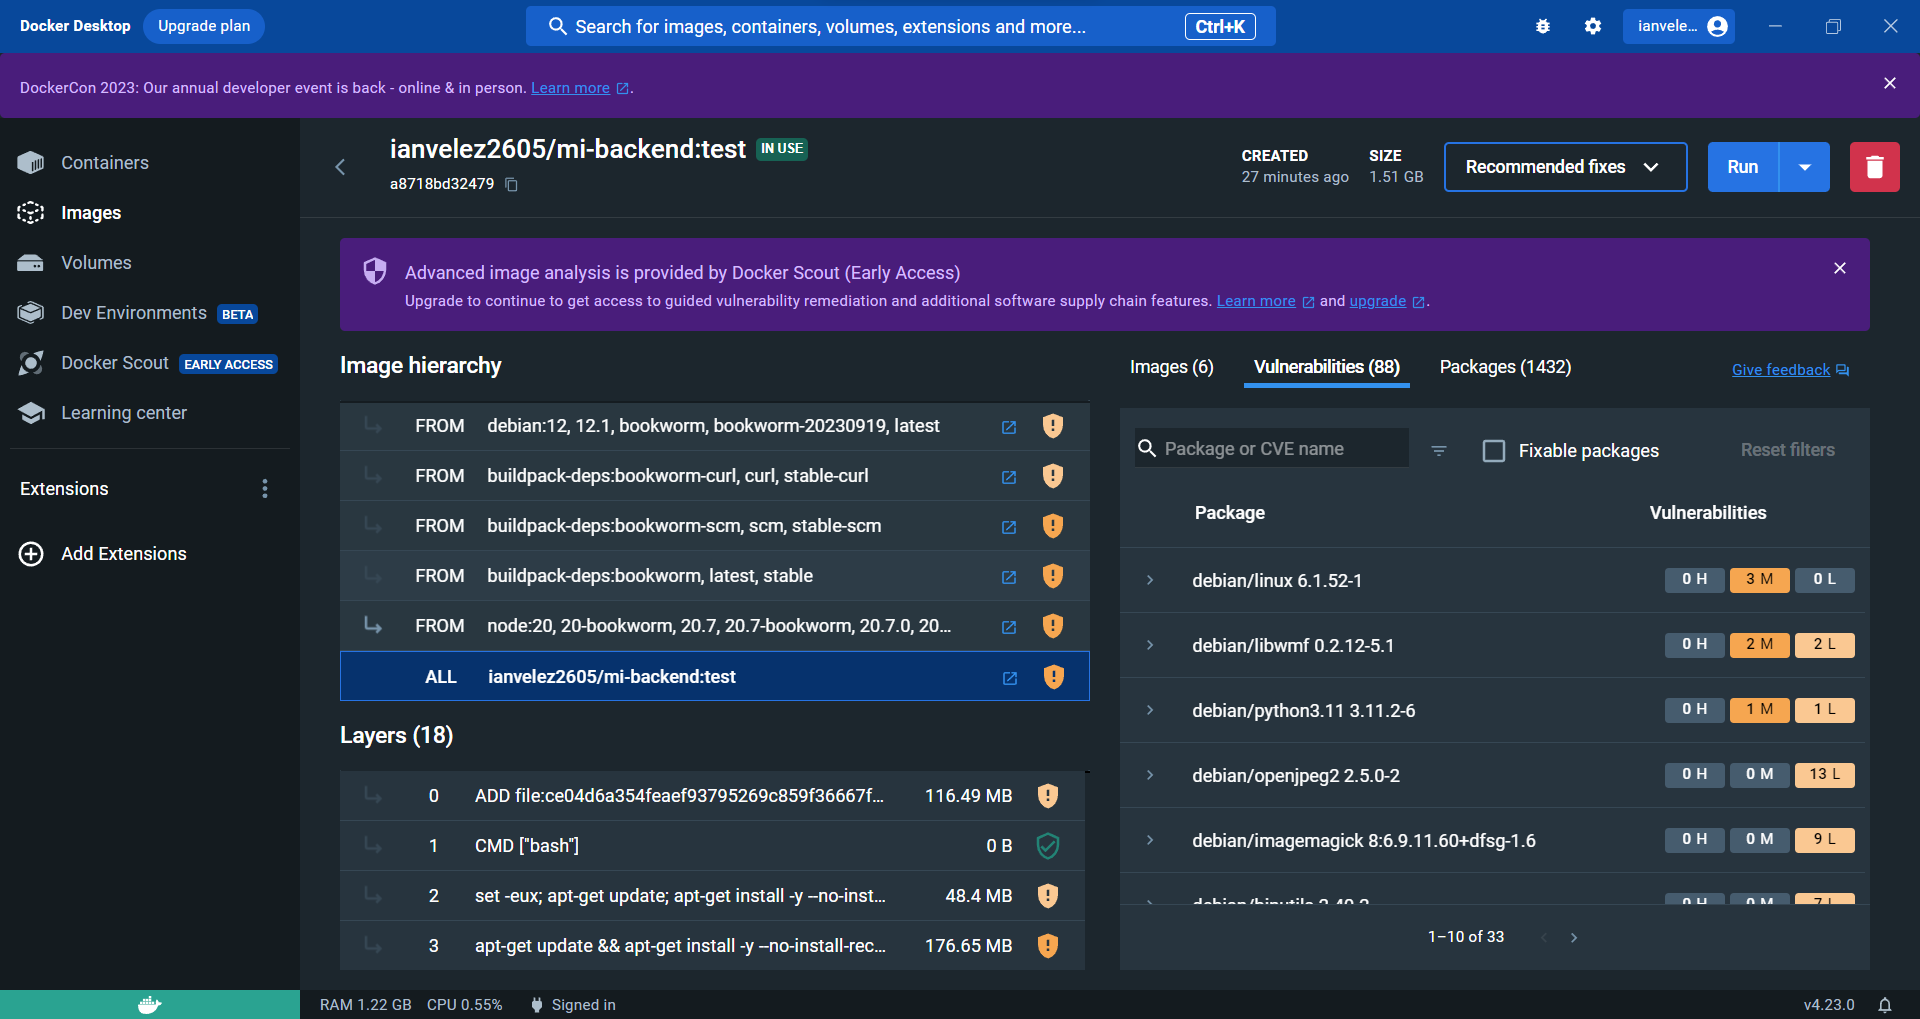 Docker Desktop Upgrade plan Search for images, containers, volumes, extensions and more... Ctrl+K ianvele...
DockerCon 2023: Our annual developer event is back - online & in person. Learn more .
Containers
Images
Volumes
Dev Environments BETA
Docker Scout EARLY ACCESS
Learning center
Extensions
Add Extensions
ianvelez2605/mi-backend:test IN USE
a8718bd32479
CREATED
27 minutes ago
SIZE
1.51 GB
Recommended fixes
Run
Advanced image analysis is provided by Docker Scout (Early Access)
Upgrade to continue to get access to guided vulnerability remediation and additional software supply chain features. Learn more and upgrade .
Image hierarchy
FROM debian:12, 12.1, bookworm, bookworm-20230919, latest
FROM buildpack-deps:bookworm-curl, curl, stable-curl
FROM buildpack-deps:bookworm-scm, scm, stable-scm
FROM buildpack-deps:bookworm, latest, stable
FROM node:20, 20-bookworm, 20.7, 20.7-bookworm, 20.7.0, 20...
ALL ianvelez2605/mi-backend:test
Layers (18)
0 ADD file:ce04d6a354feaef93795269c859f36667f... 116.49 MB
1 CMD ["bash"] 0 B
2 set -eux; apt-get update; apt-get install -y --no-inst... 48.4 MB
3 apt-get update && apt-get install -y --no-install-rec... 176.65 MB
Images (6) Vulnerabilities (88) Packages (1432) Give feedback
Package or CVE name Fixable packages Reset filters
Package Vulnerabilities
debian/linux 6.1.52-1 0 H 3 M 0 L
debian/libwmf 0.2.12-5.1 0 H 2 M 2 L
debian/python3.11 3.11.2-6 0 H 1 M 1 L
debian/openjpeg2 2.5.0-2 0 H 0 M 13 L
debian/imagemagick 8:6.9.11.60+dfsg-1.6 0 H 0 M 9 L
debian/binutils 2.40-2 0 H 0 M 7 L
1–10 of 33
RAM 1.22 GB CPU 0.55% Signed in v4.23.0